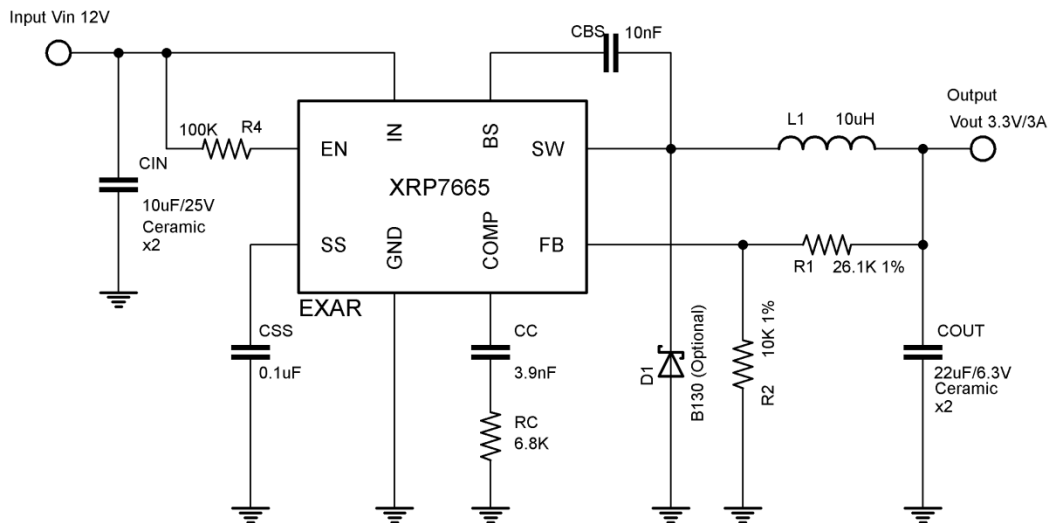 Input Vin 12V
CBS 10nF
Output
Vout 3.3V/3A
L1 10uH
100K R4
EN
IN
BS
SW
XRP7665
CIN
10uF/25V
Ceramic
x2
SS
GND
COMP
FB
R1 26.1K 1%
EXAR
CSS
0.1uF
CC
3.9nF
RC
6.8K
D1
B130 (Optional)
10K 1%
R2
COUT
22uF/6.3V
Ceramic
x2